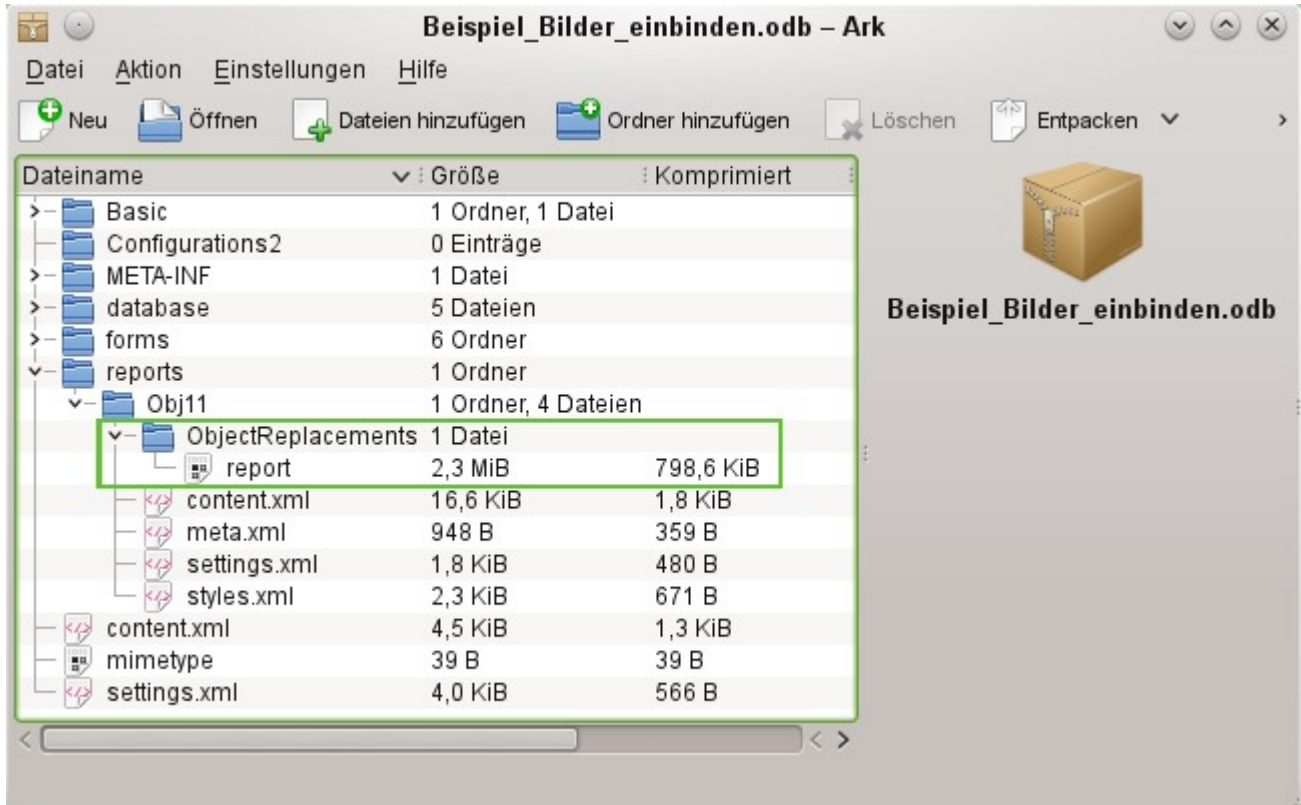 Beispiel_Bilder_einbinden.odb – Ark
Datei Aktion Einstellungen Hilfe
Neu Öffnen Dateien hinzufügen Ordner hinzufügen Löschen Entpacken
Dateiname Größe Komprimiert
Basic 1 Ordner, 1 Datei
Configurations2 0 Einträge
META-INF 1 Datei
database 5 Dateien
forms 6 Ordner
reports 1 Ordner
Obj11 1 Ordner, 4 Dateien
ObjectReplacements 1 Datei
report 2,3 MiB 798,6 KiB
content.xml 16,6 KiB 1,8 KiB
meta.xml 948 B 359 B
settings.xml 1,8 KiB 480 B
styles.xml 2,3 KiB 671 B
content.xml 4,5 KiB 1,3 KiB
mimetype 39 B 39 B
settings.xml 4,0 KiB 566 B
Beispiel_Bilder_einbinden.odb